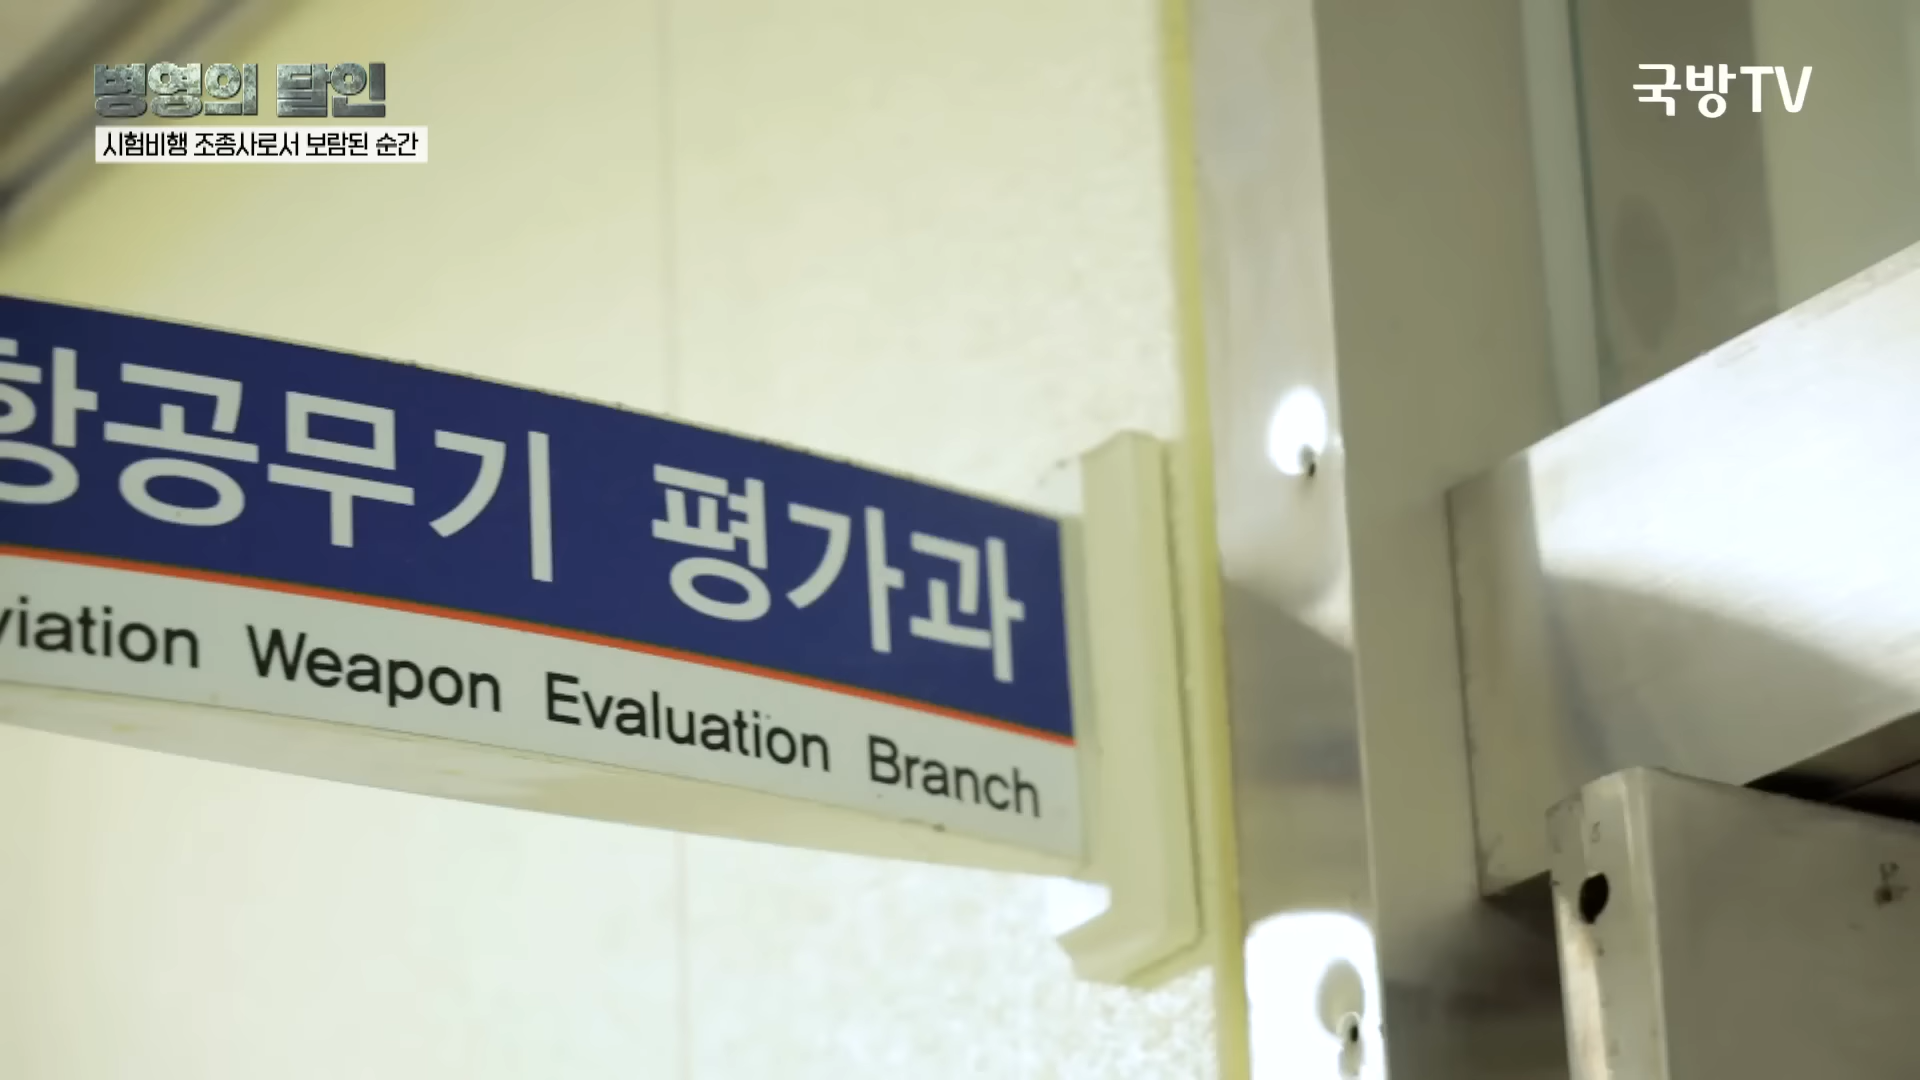 병영의 달인
국방TV
시험비행 조종사로서 보람된 순간
항공무기 평가과
viation Weapon Evaluation Branch